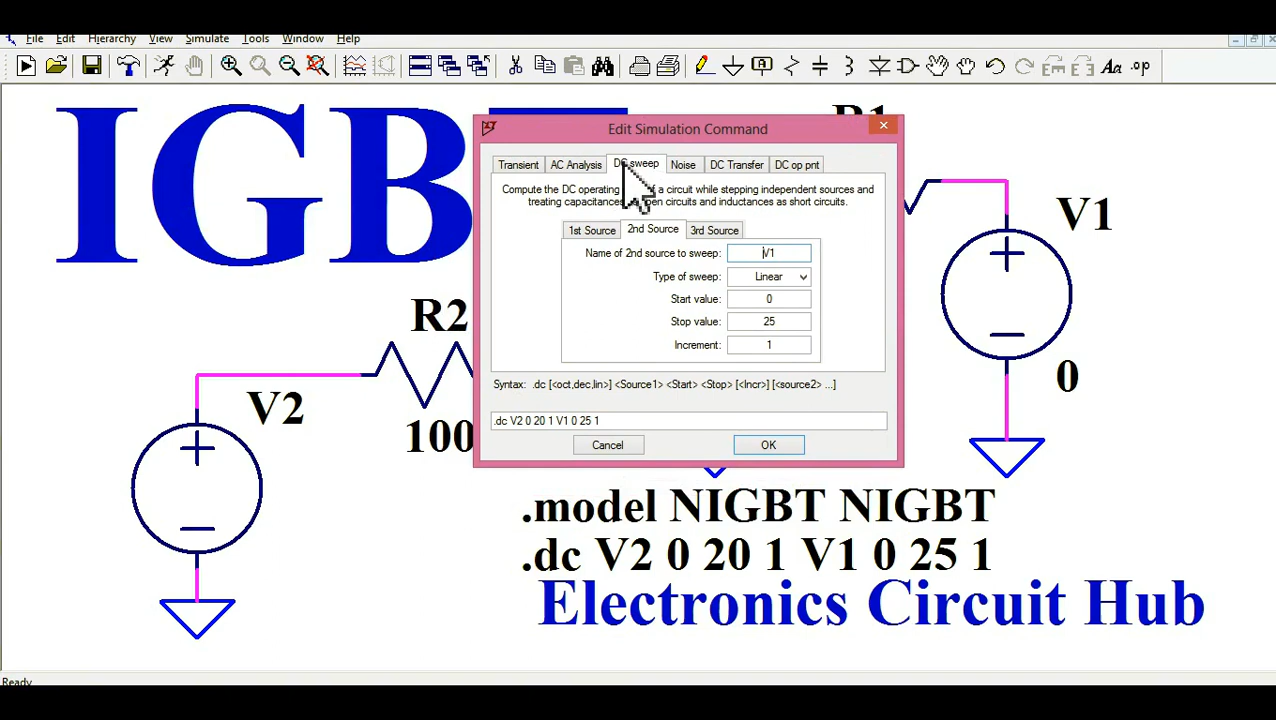 File Edit Hierarchy View Simulate Tools Window Help
Aa .op
IGB
Edit Simulation Command
Transient AC Analysis DC sweep Noise DC Transfer DC op pnt
Compute the DC operating of a circuit while stepping independent sources and
treating capacitances open circuits and inductances as short circuits.
1st Source 2nd Source 3rd Source
Name of 2nd source to sweep: V1
Type of sweep: Linear
Start value: 0
Stop value: 25
Increment: 1
Syntax: .dc [<oct,dec,lin>] <Source1> <Start> <Stop> [<Incr>] [<source2> ...]
.dc V2 0 20 1 V1 0 25 1
Cancel OK
R1
V1
0
R2
100
V2
.model NIGBT NIGBT
.dc V2 0 20 1 V1 0 25 1
Electronics Circuit Hub
Ready